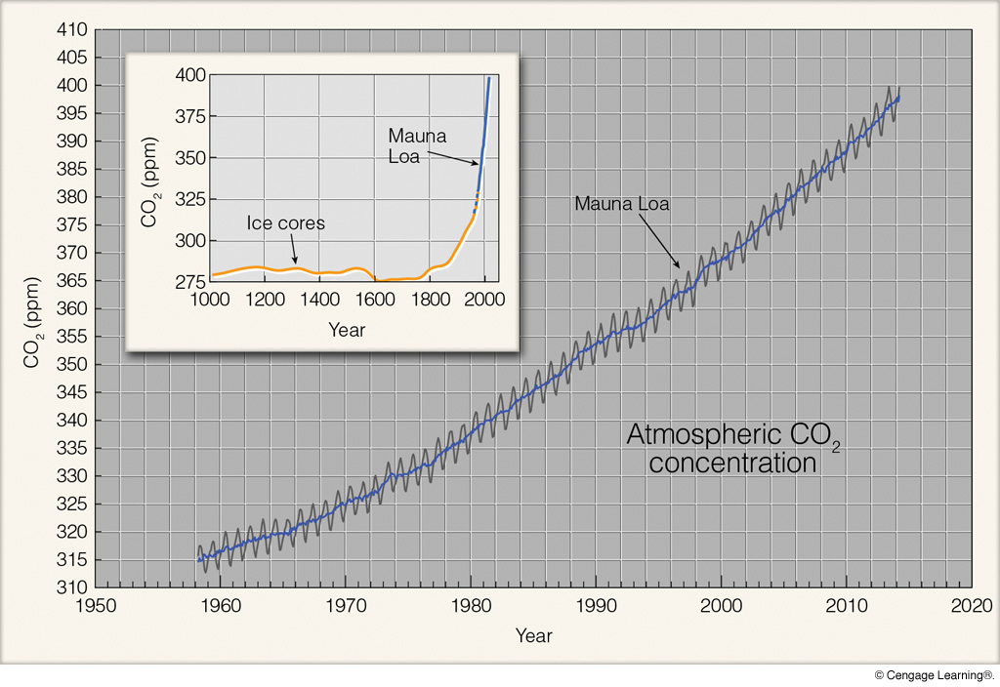 410
405
400
395
390
385
380
375
370
365
360
355
350
345
340
335
330
325
320
315
310
CO2 (ppm)
1950 1960 1970 1980 1990 2000 2010 2020
Year
400
375
350
325
300
275
CO2 (ppm)
Mauna
Loa
Ice cores
1000 1200 1400 1600 1800 2000
Year
Mauna Loa
Atmospheric CO2
concentration
© Cengage Learning®.